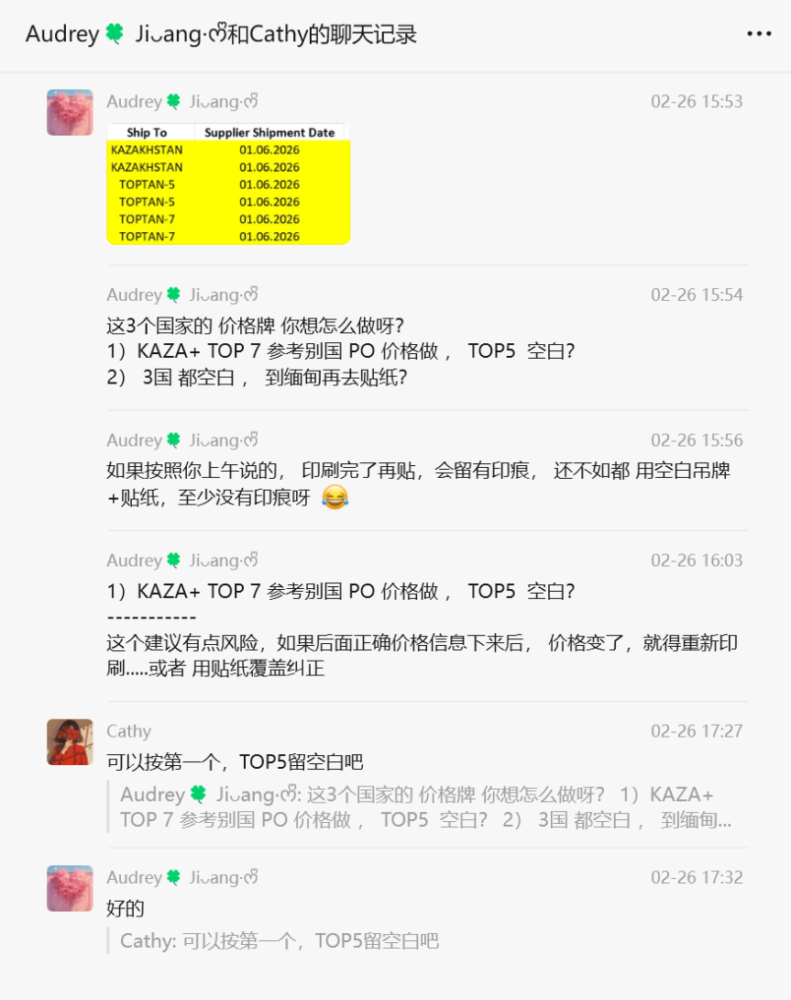 Audrey🍀 Jiᴗang·ෆ和Cathy的聊天记录
Audrey🍀 Jiᴗang·ෆ 02-26 15:53
Ship To Supplier Shipment Date
KAZAKHSTAN 01.06.2026
KAZAKHSTAN 01.06.2026
TOPTAN-5 01.06.2026
TOPTAN-5 01.06.2026
TOPTAN-7 01.06.2026
TOPTAN-7 01.06.2026
Audrey🍀 Jiᴗang·ෆ 02-26 15:54
这3个国家的 价格牌 你想怎么做呀?
1）KAZA+ TOP 7 参考别国 PO 价格做 ， TOP5 空白?
2） 3国 都空白 ， 到缅甸再去贴纸?
Audrey🍀 Jiᴗang·ෆ 02-26 15:56
如果按照你上午说的， 印刷完了再贴，会留有印痕， 还不如都 用空白吊牌
+贴纸，至少没有印痕呀 😂
Audrey🍀 Jiᴗang·ෆ 02-26 16:03
1）KAZA+ TOP 7 参考别国 PO 价格做 ， TOP5 空白?
-----------
这个建议有点风险，如果后面正确价格信息下来后， 价格变了，就得重新印
刷.....或者 用贴纸覆盖纠正
Cathy 02-26 17:27
可以按第一个，TOP5留空白吧
Audrey🍀 Jiᴗang·ෆ: 这3个国家的 价格牌 你想怎么做呀? 1）KAZA+
TOP 7 参考别国 PO 价格做 ， TOP5 空白? 2） 3国 都空白 ， 到缅甸...
Audrey🍀 Jiᴗang·ෆ 02-26 17:32
好的
Cathy: 可以按第一个，TOP5留空白吧